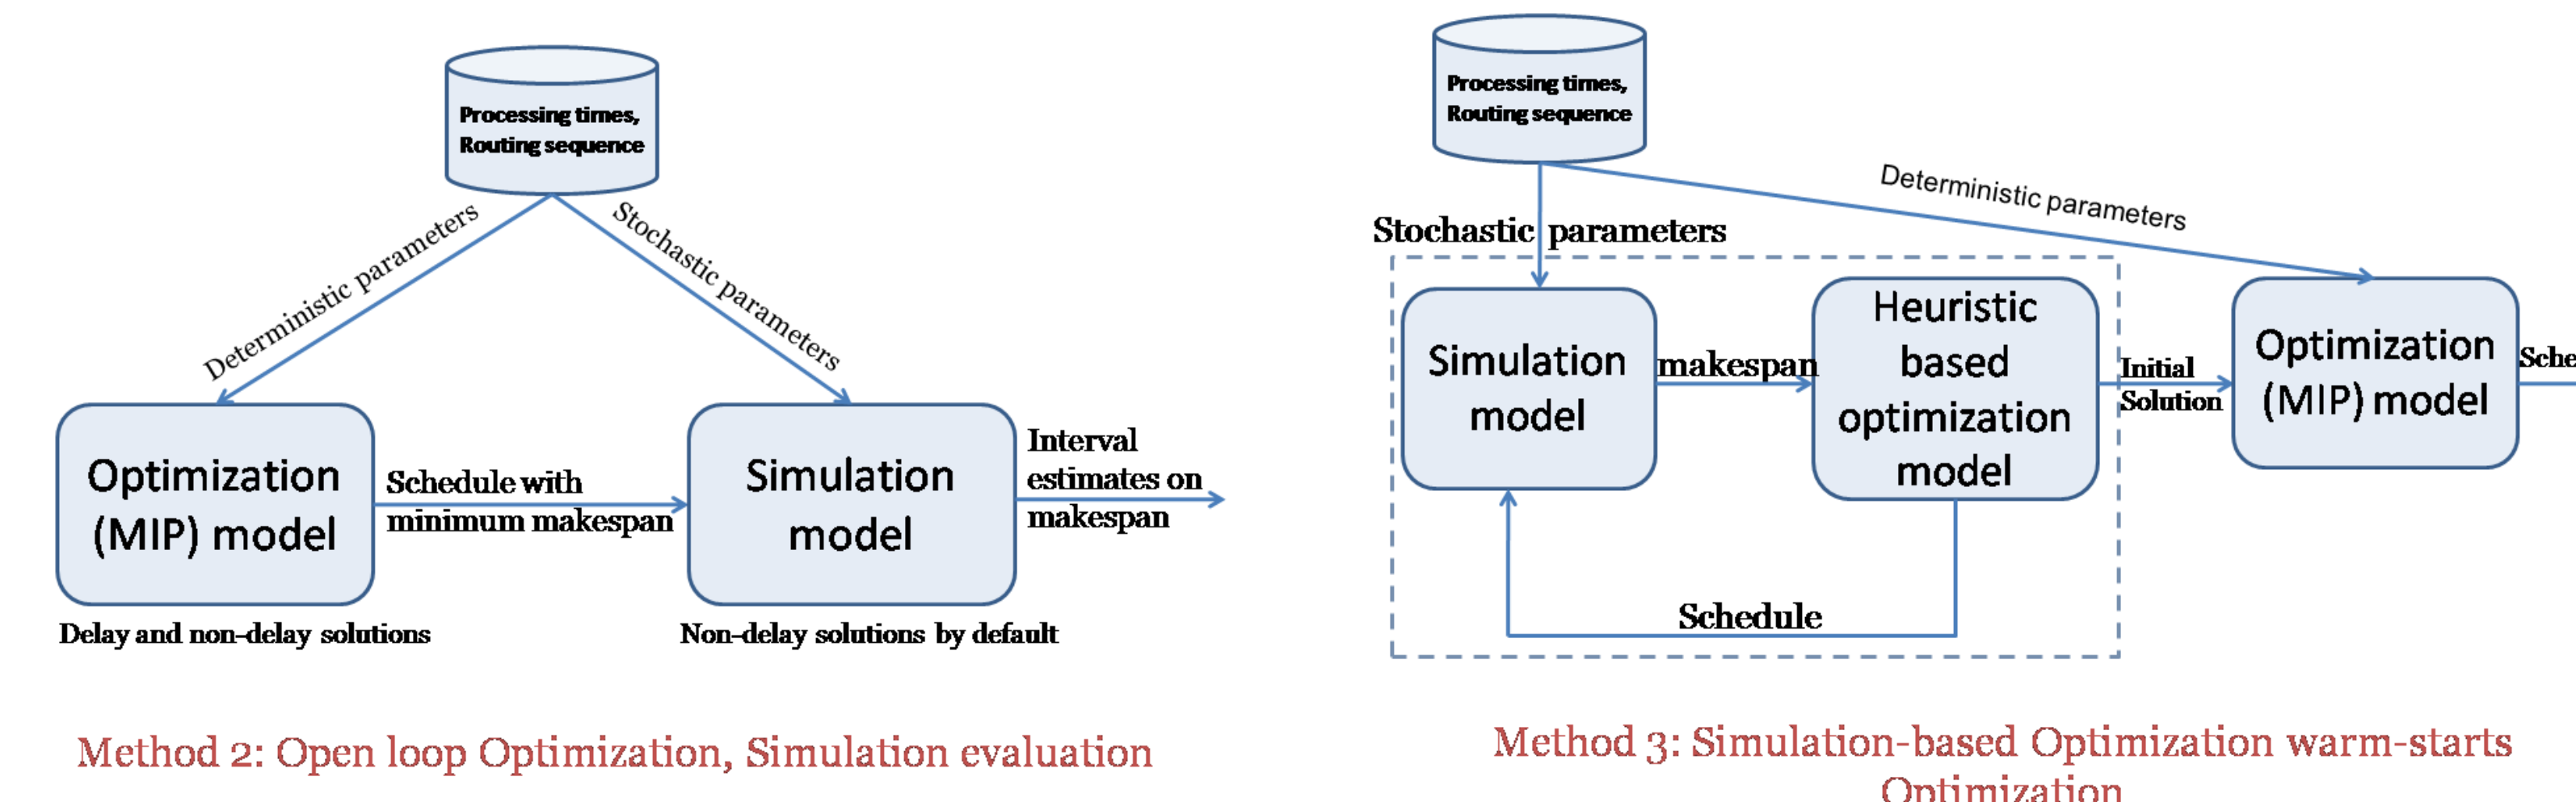 Processing times,
Routing sequence
Deterministic parameters
Stochastic parameters
Optimization
(MIP) model
Schedule with
minimum makespan
Simulation
model
Interval
estimates on
makespan
Delay and non-delay solutions
Non-delay solutions by default
Method 2: Open loop Optimization, Simulation evaluation
Processing times,
Routing sequence
Deterministic parameters
Stochastic parameters
Simulation
model
makespan
Heuristic
based
optimization
model
Initial
Solution
Optimization
(MIP) model
Schedule
Method 3: Simulation-based Optimization warm-starts
Optimization